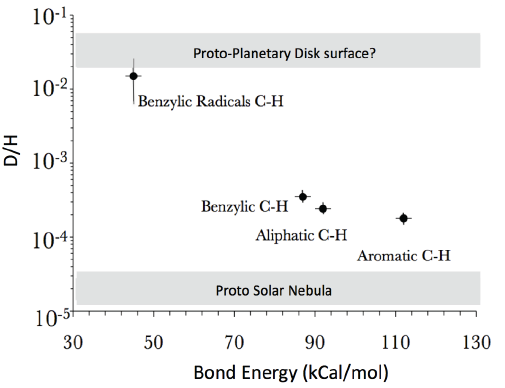 10-1
Proto-Planetary Disk surface?
10-2
Benzylic Radicals C-H
D/H
10-3
Benzylic C-H
Aliphatic C-H
10-4
Aromatic C-H
Proto Solar Nebula
10-5
30 50 70 90 110 130
Bond Energy (kCal/mol)